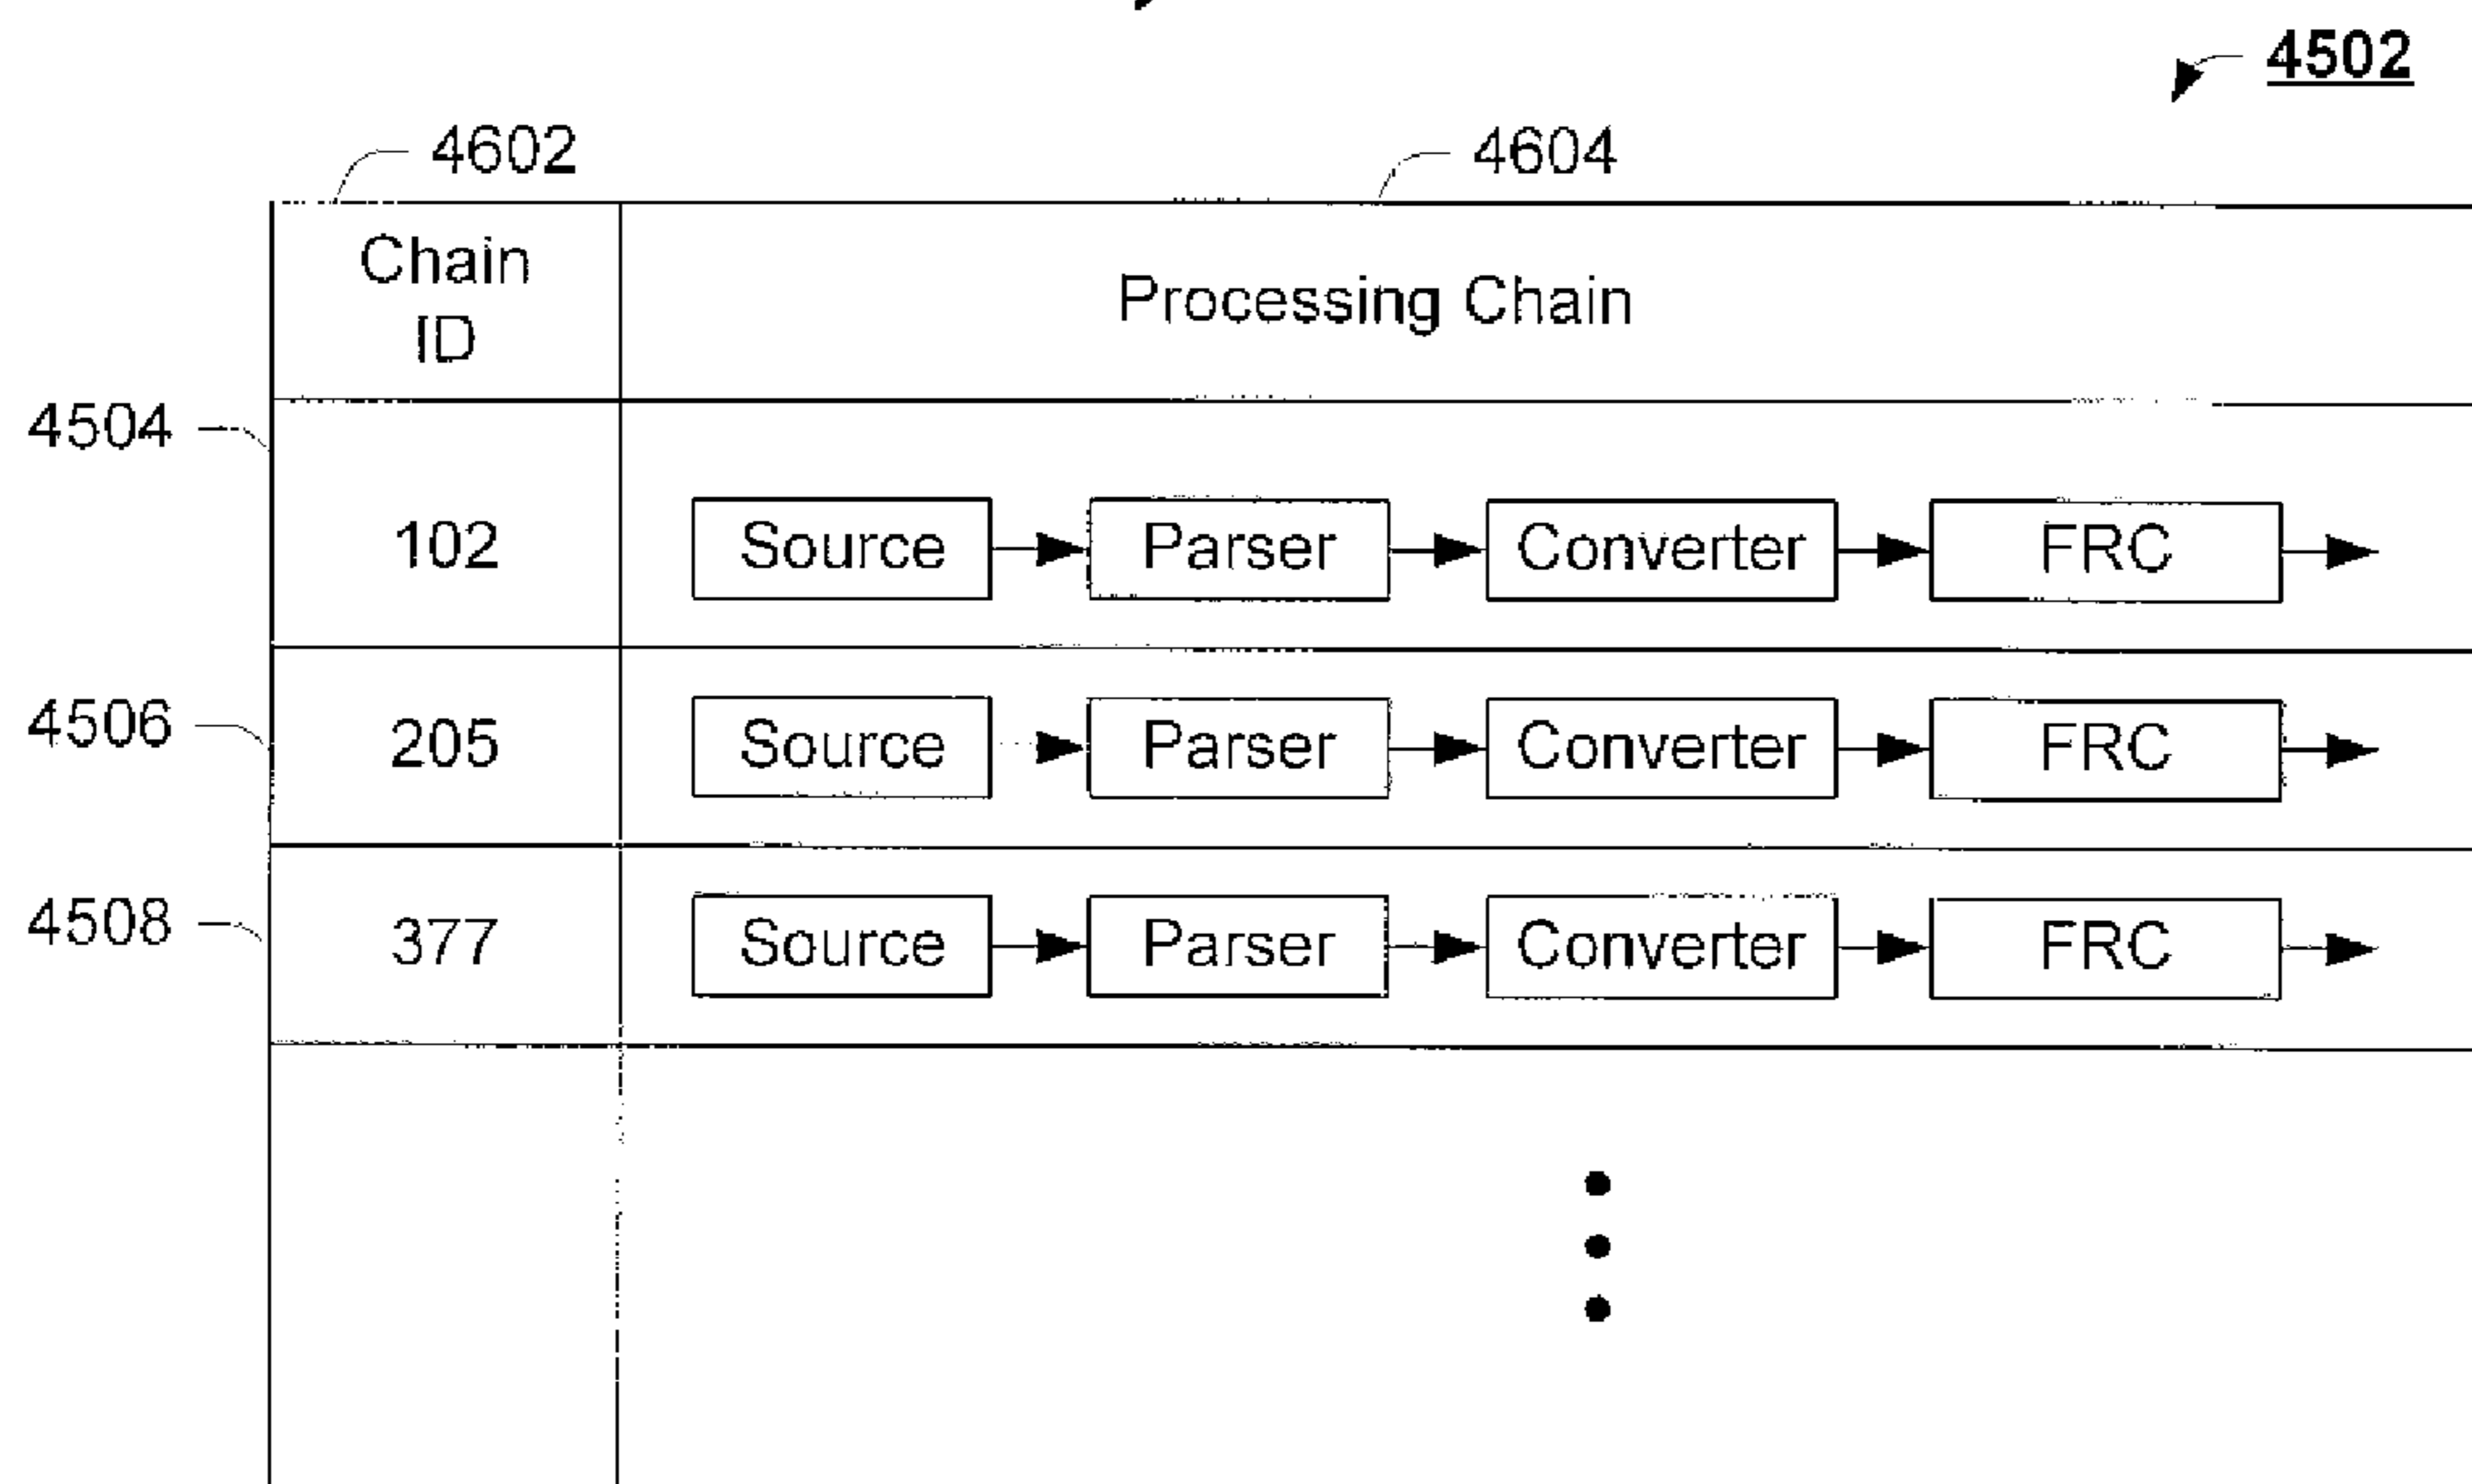 4502
4602
4604
Chain
ID
Processing Chain
4504
102
Source
Parser
Converter
FRC
4506
205
Source
Parser
Converter
FRC
4508
377
Source
Parser
Converter
FRC